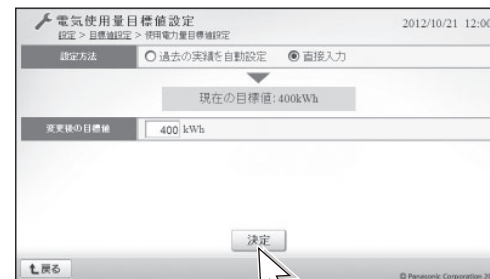 電気使用量目標値設定
2012/10/21 12:00
設定 > 目標値設定 > 使用電力量目標値設定
設定方法
過去の実績を自動設定
直接入力
現在の目標値:400kWh
変更後の目標値
400 kWh
決定
戻る
© Panasonic Corporation 20